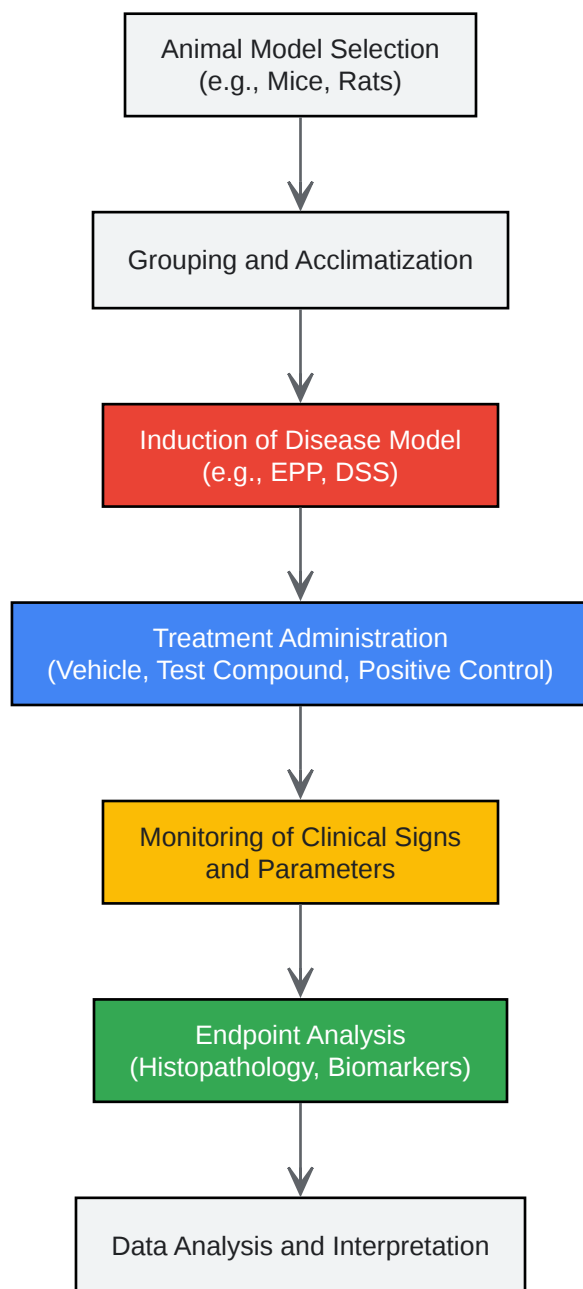 Animal Model Selection
(e.g., Mice, Rats)
Grouping and Acclimatization
Induction of Disease Model
(e.g., EPP, DSS)
Treatment Administration
(Vehicle, Test Compound, Positive Control)
Monitoring of Clinical Signs
and Parameters
Endpoint Analysis
(Histopathology, Biomarkers)
Data Analysis and Interpretation